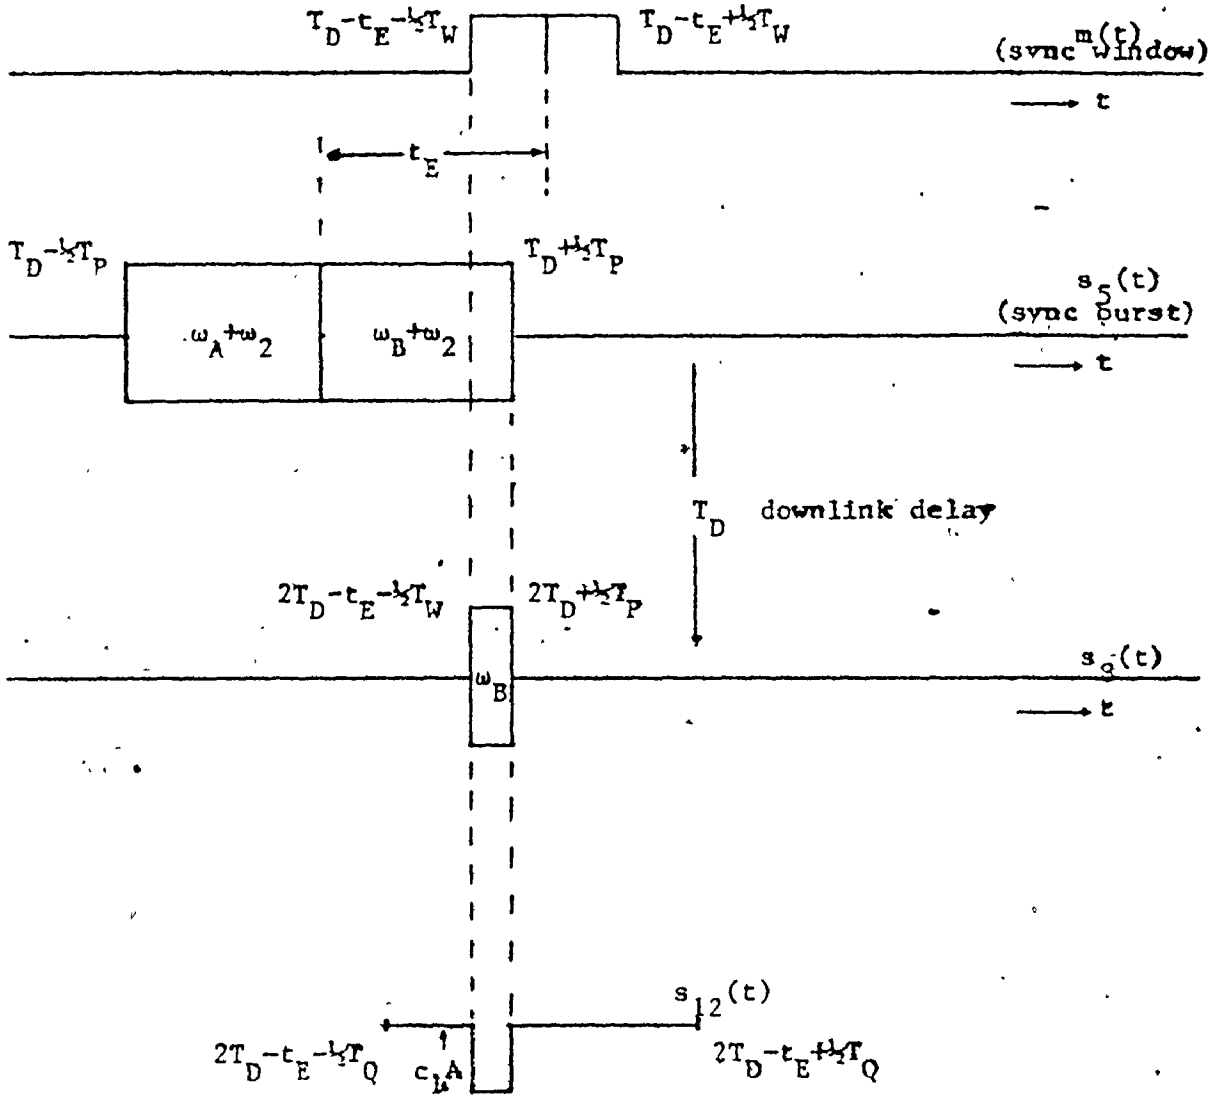 T_D-t_E-½T_W
T_D-t_E+½T_W
m(t)
(sync window)
t
t_E
T_D-½T_P
T_D+½T_P
s_5(t)
(sync burst)
ω_A+ω_2
ω_B+ω_2
t
T_D downlink delay
2T_D-t_E-½T_W
2T_D+½T_P
s_9(t)
ω_B
t
s_12(t)
2T_D-t_E-½T_Q
2T_D-t_E+½T_Q